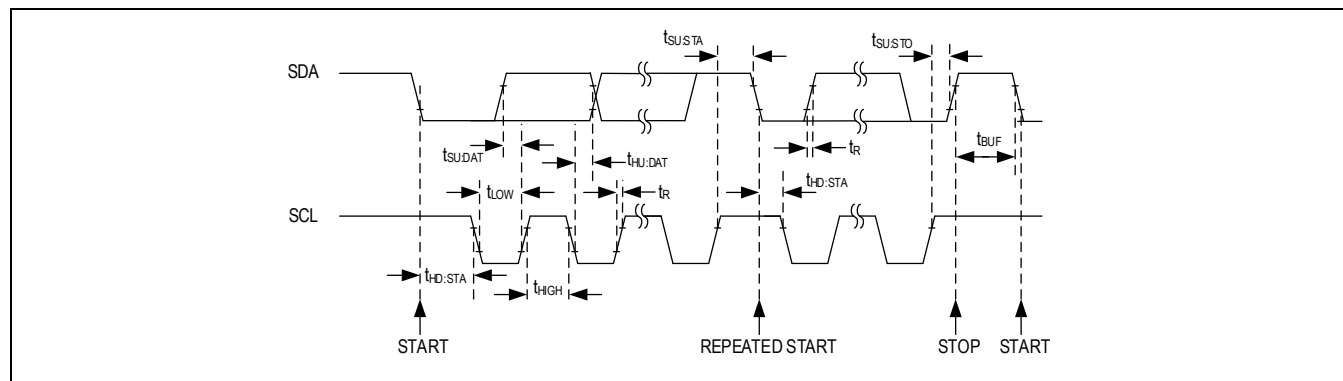 tSU:STA
tSU:STO
SDA
tSU:DAT
tHU:DAT
tR
tBUF
tLOW
tR
tHD:STA
SCL
tHD:STA
tHIGH
START
REPEATED START
STOP
START